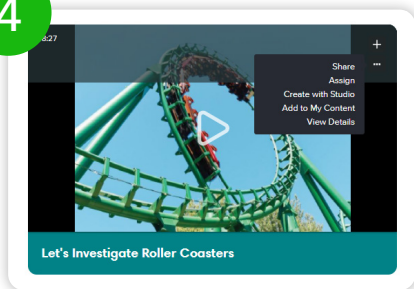 4
3:27
Share
Assign
Create with Studio
Add to My Content
View Details
Let's Investigate Roller Coasters